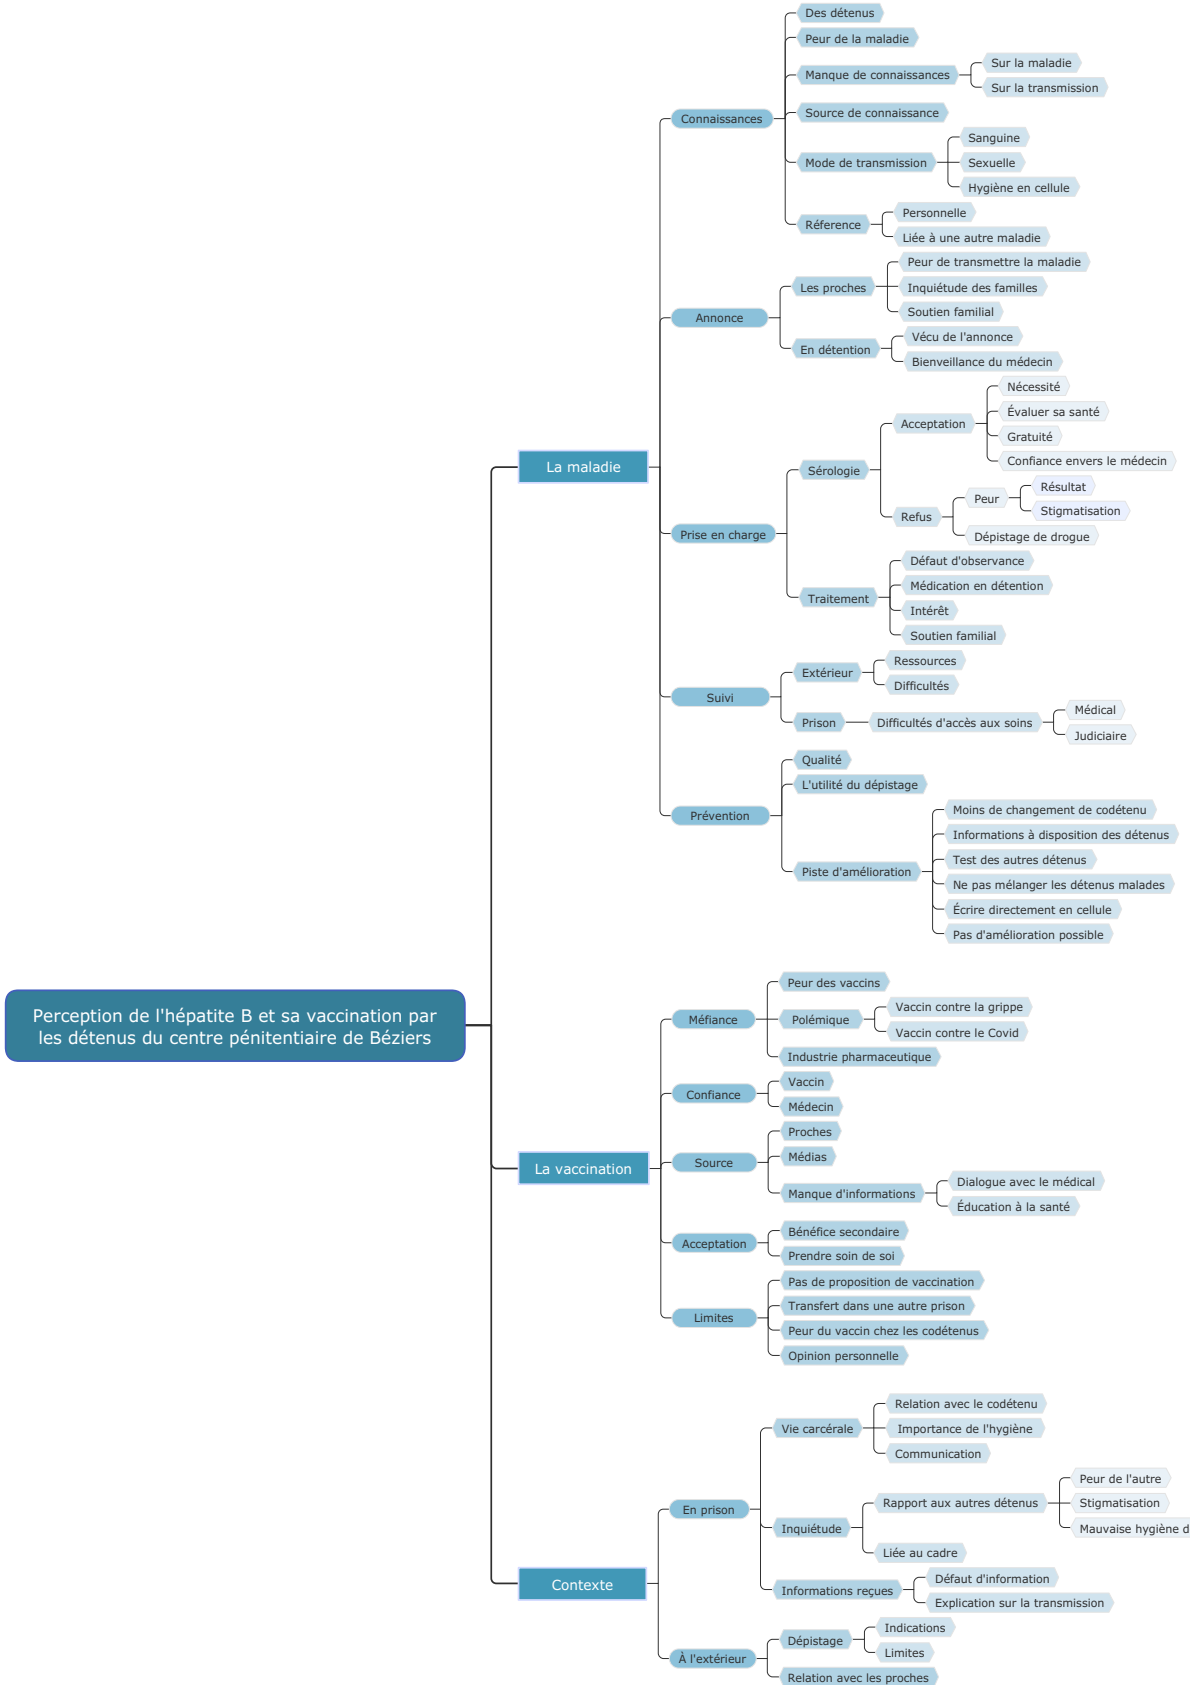 Perception de l'hépatite B et sa vaccination par
les détenus du centre pénitentiaire de Béziers
La maladie
Connaissances
Des détenus
Peur de la maladie
Manque de connaissances
Sur la maladie
Sur la transmission
Source de connaissance
Mode de transmission
Sanguine
Sexuelle
Hygiène en cellule
Réference
Personnelle
Liée à une autre maladie
Annonce
Les proches
Peur de transmettre la maladie
Inquiétude des familles
Soutien familial
En détention
Vécu de l'annonce
Bienveillance du médecin
Prise en charge
Sérologie
Acceptation
Nécessité
Évaluer sa santé
Gratuité
Confiance envers le médecin
Refus
Peur
Résultat
Stigmatisation
Dépistage de drogue
Traitement
Défaut d'observance
Médication en détention
Intérêt
Soutien familial
Suivi
Extérieur
Ressources
Difficultés
Prison
Difficultés d'accès aux soins
Médical
Judiciaire
Prévention
Qualité
L'utilité du dépistage
Piste d'amélioration
Moins de changement de codétenu
Informations à disposition des détenus
Test des autres détenus
Ne pas mélanger les détenus malades
Écrire directement en cellule
Pas d'amélioration possible
La vaccination
Méfiance
Peur des vaccins
Polémique
Vaccin contre la grippe
Vaccin contre le Covid
Industrie pharmaceutique
Confiance
Vaccin
Médecin
Source
Proches
Médias
Manque d'informations
Dialogue avec le médical
Éducation à la santé
Acceptation
Bénéfice secondaire
Prendre soin de soi
Limites
Pas de proposition de vaccination
Transfert dans une autre prison
Peur du vaccin chez les codétenus
Opinion personnelle
Contexte
En prison
Vie carcérale
Relation avec le codétenu
Importance de l'hygiène
Communication
Inquiétude
Rapport aux autres détenus
Peur de l'autre
Stigmatisation
Mauvaise hygiène d
Liée au cadre
Informations reçues
Défaut d'information
Explication sur la transmission
À l'extérieur
Dépistage
Indications
Limites
Relation avec les proches